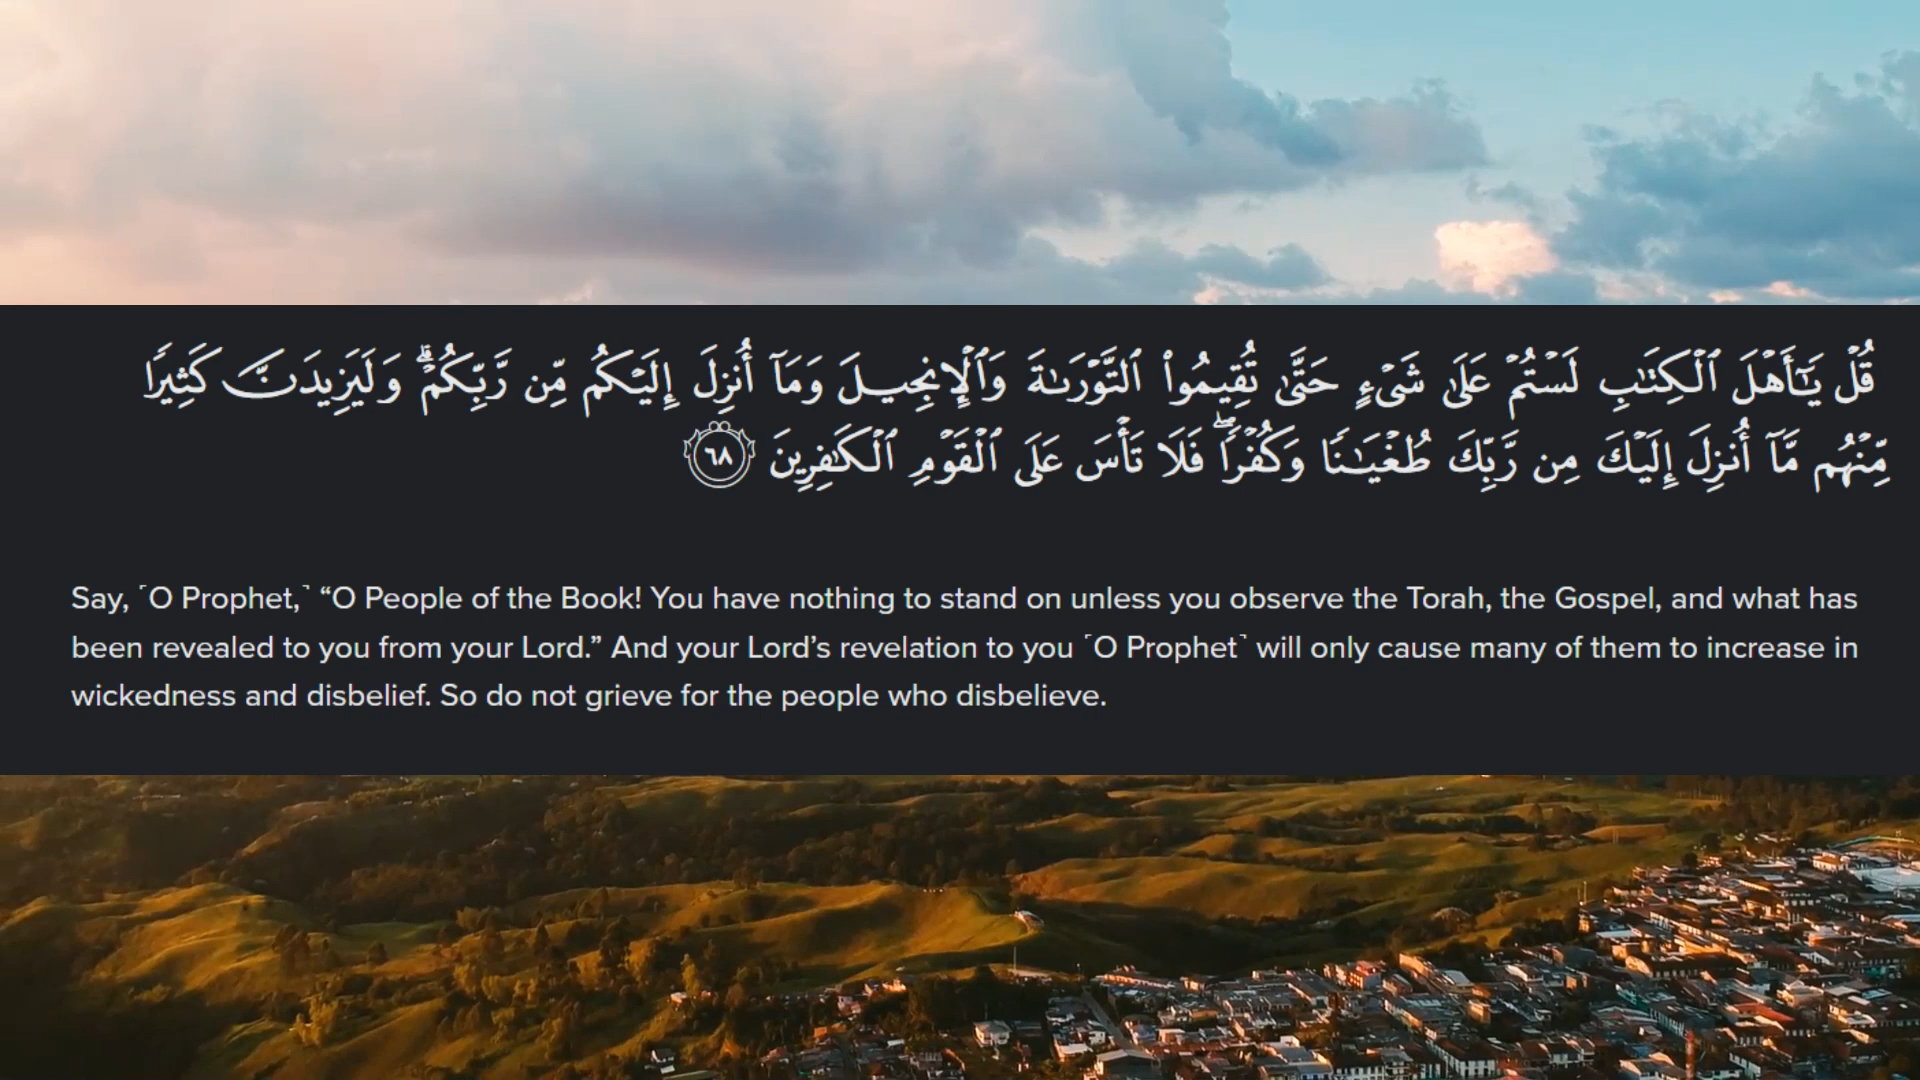 قُلْ يَـٰٓأَهْلَ ٱلْكِتَـٰبِ لَسْتُمْ عَلَىٰ شَىْءٍ حَتَّىٰ تُقِيمُوا۟ ٱلتَّوْرَىٰةَ وَٱلْإِنجِيلَ وَمَآ أُنزِلَ إِلَيْكُم مِّن رَّبِّكُمْ ۗ وَلَيَزِيدَنَّ كَثِيرًا
مِّنْهُم مَّآ أُنزِلَ إِلَيْكَ مِن رَّبِّكَ طُغْيَـٰنًا وَكُفْرًا ۖ فَلَا تَأْسَ عَلَى ٱلْقَوْمِ ٱلْكَـٰفِرِينَ ٦٨
Say, ˹O Prophet,˺ “O People of the Book! You have nothing to stand on unless you observe the Torah, the Gospel, and what has
been revealed to you from your Lord.” And your Lord’s revelation to you ˹O Prophet˺ will only cause many of them to increase in
wickedness and disbelief. So do not grieve for the people who disbelieve.